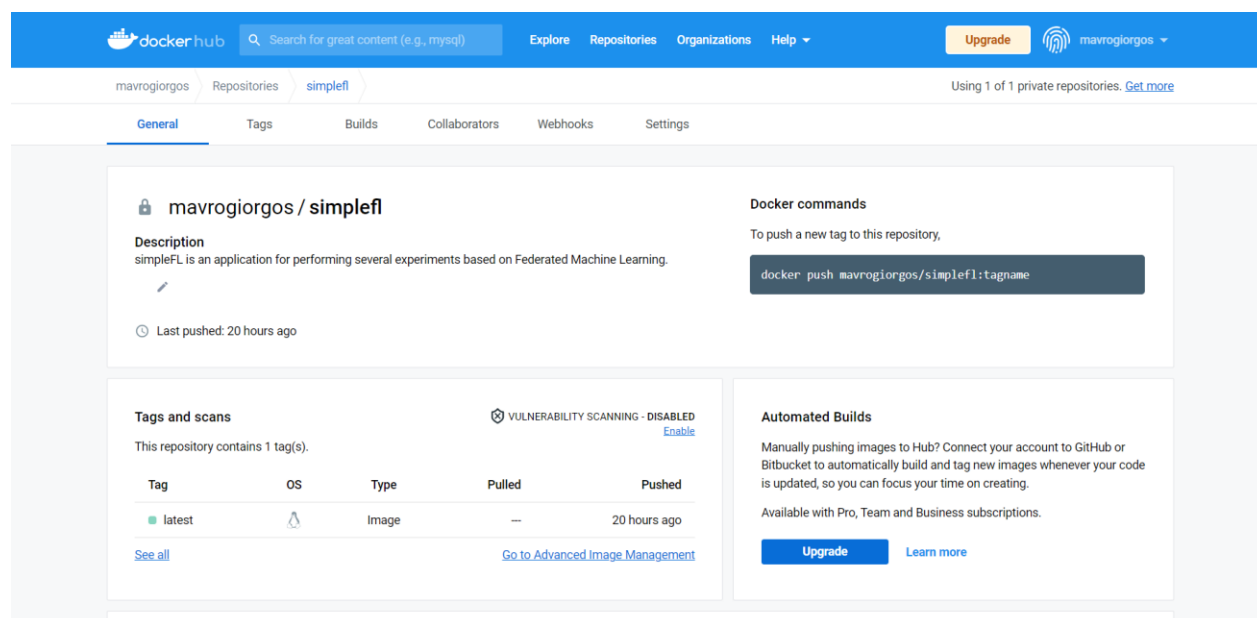 dockerhub
Search for great content (e.g., mysql)
Explore
Repositories
Organizations
Help
Upgrade
mavrogiorgos
mavrogiorgos
Repositories
simplefl
Using 1 of 1 private repositories. Get more
General
Tags
Builds
Collaborators
Webhooks
Settings
mavrogiorgos / simplefl
Description
simpleFL is an application for performing several experiments based on Federated Machine Learning.
Last pushed: 20 hours ago
Docker commands
To push a new tag to this repository,
docker push mavrogiorgos/simplefl:tagname
Tags and scans
VULNERABILITY SCANNING - DISABLED
Enable
This repository contains 1 tag(s).
Tag OS Type Pulled Pushed
latest Image --- 20 hours ago
See all
Go to Advanced Image Management
Automated Builds
Manually pushing images to Hub? Connect your account to GitHub or
Bitbucket to automatically build and tag new images whenever your code
is updated, so you can focus your time on creating.
Available with Pro, Team and Business subscriptions.
Upgrade
Learn more